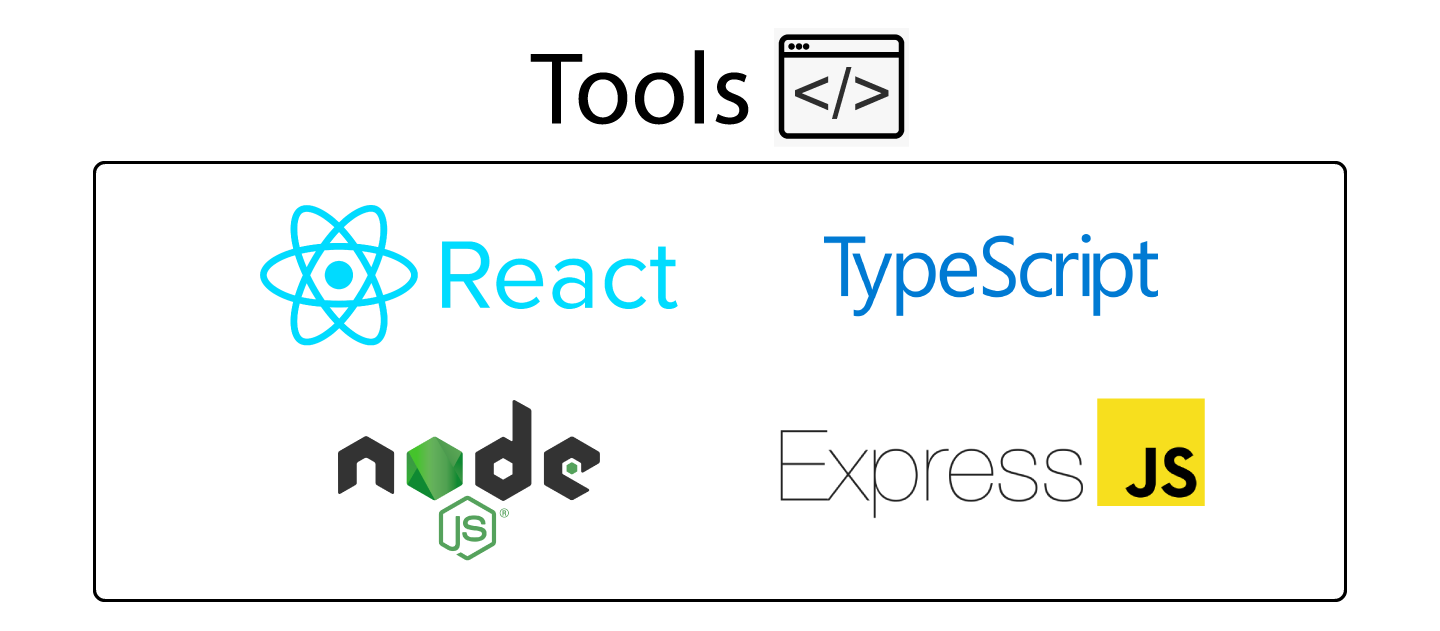 Tools </>
React
TypeScript
node
JS®
Express JS